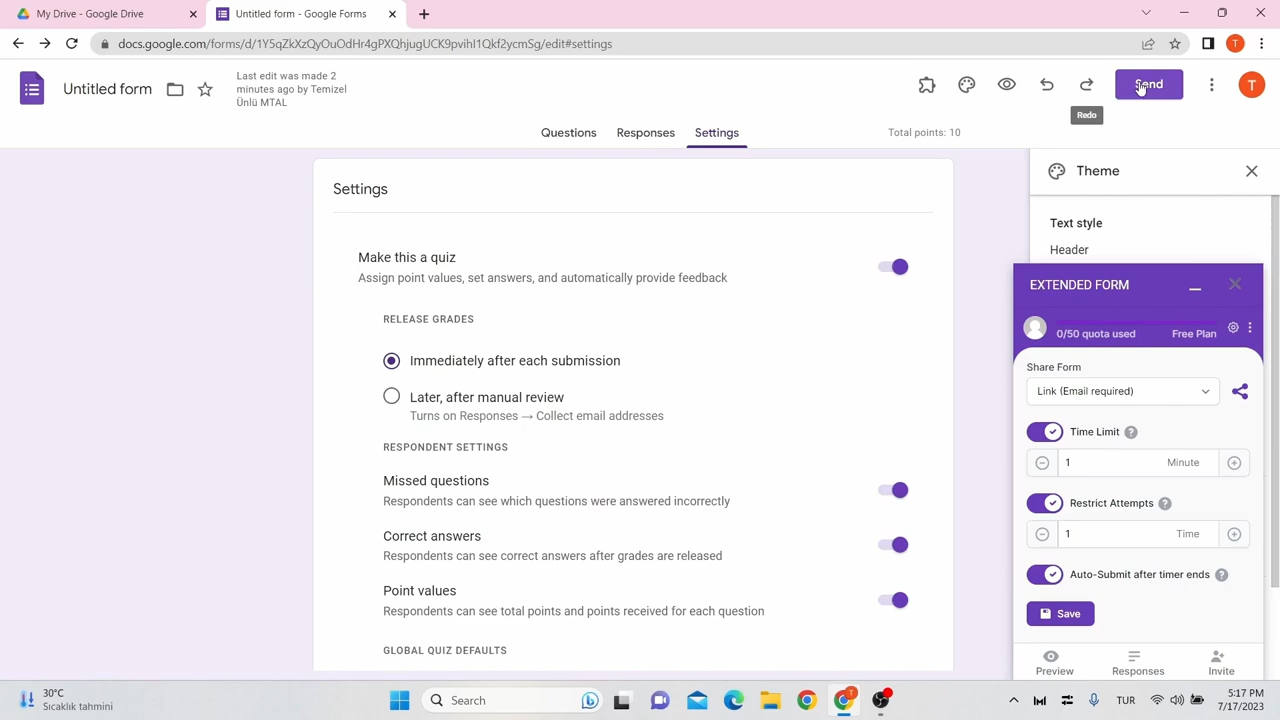 My Drive - Google Drive
Untitled form - Google Forms
docs.google.com/forms/d/1Y5qZkXzQyOuOdHr4gPXQhjugUCK9pvihI1Qkf2ycmSg/edit#settings
T
Untitled form
Last edit was made 2
minutes ago by Temizel
Ünlü MTAL
Send
T
Redo
Questions
Responses
Settings
Total points: 10
Settings
Make this a quiz
Assign point values, set answers, and automatically provide feedback
RELEASE GRADES
Immediately after each submission
Later, after manual review
Turns on Responses → Collect email addresses
RESPONDENT SETTINGS
Missed questions
Respondents can see which questions were answered incorrectly
Correct answers
Respondents can see correct answers after grades are released
Point values
Respondents can see total points and points received for each question
GLOBAL QUIZ DEFAULTS
Theme
Text style
Header
EXTENDED FORM
0/50 quota used
Free Plan
Share Form
Link (Email required)
Time Limit ?
1 Minute
Restrict Attempts ?
1 Time
Auto-Submit after timer ends ?
Save
Preview
Responses
Invite
30°C
Sıcaklık tahmini
Search
TUR
5:17 PM
7/17/2023